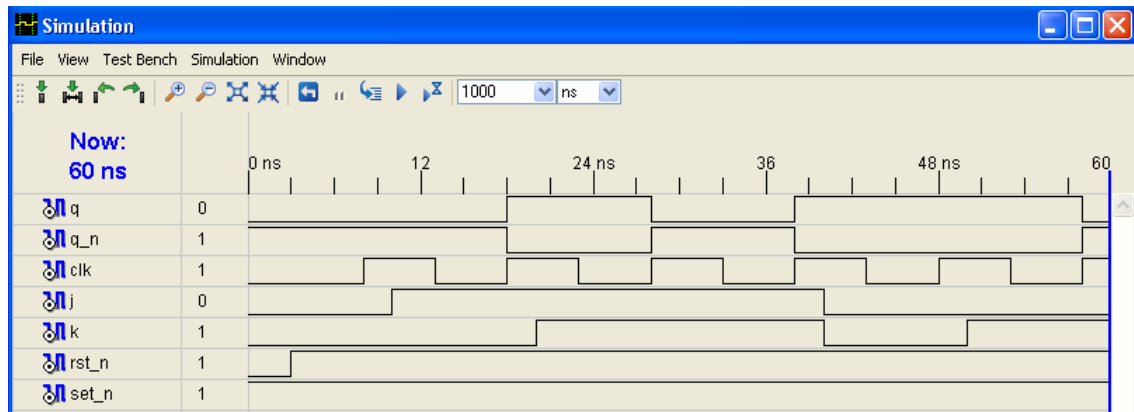 Simulation
File View Test Bench Simulation Window
1000 ns
Now:
60 ns
0 ns 12 24 ns 36 48 ns 60
q 0
q_n 1
clk 1
j 0
k 1
rst_n 1
set_n 1